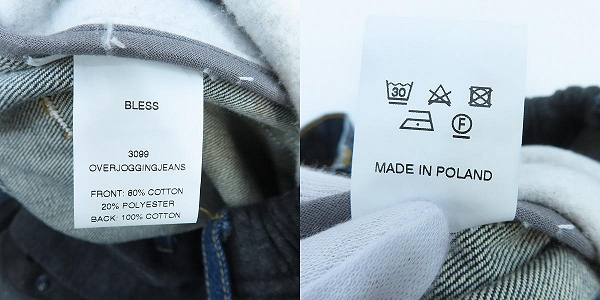 BLESS
3099
OVERJOGGINGJEANS
FRONT: 80% COTTON
20% POLYESTER
BACK: 100% COTTON
30
F
MADE IN POLAND